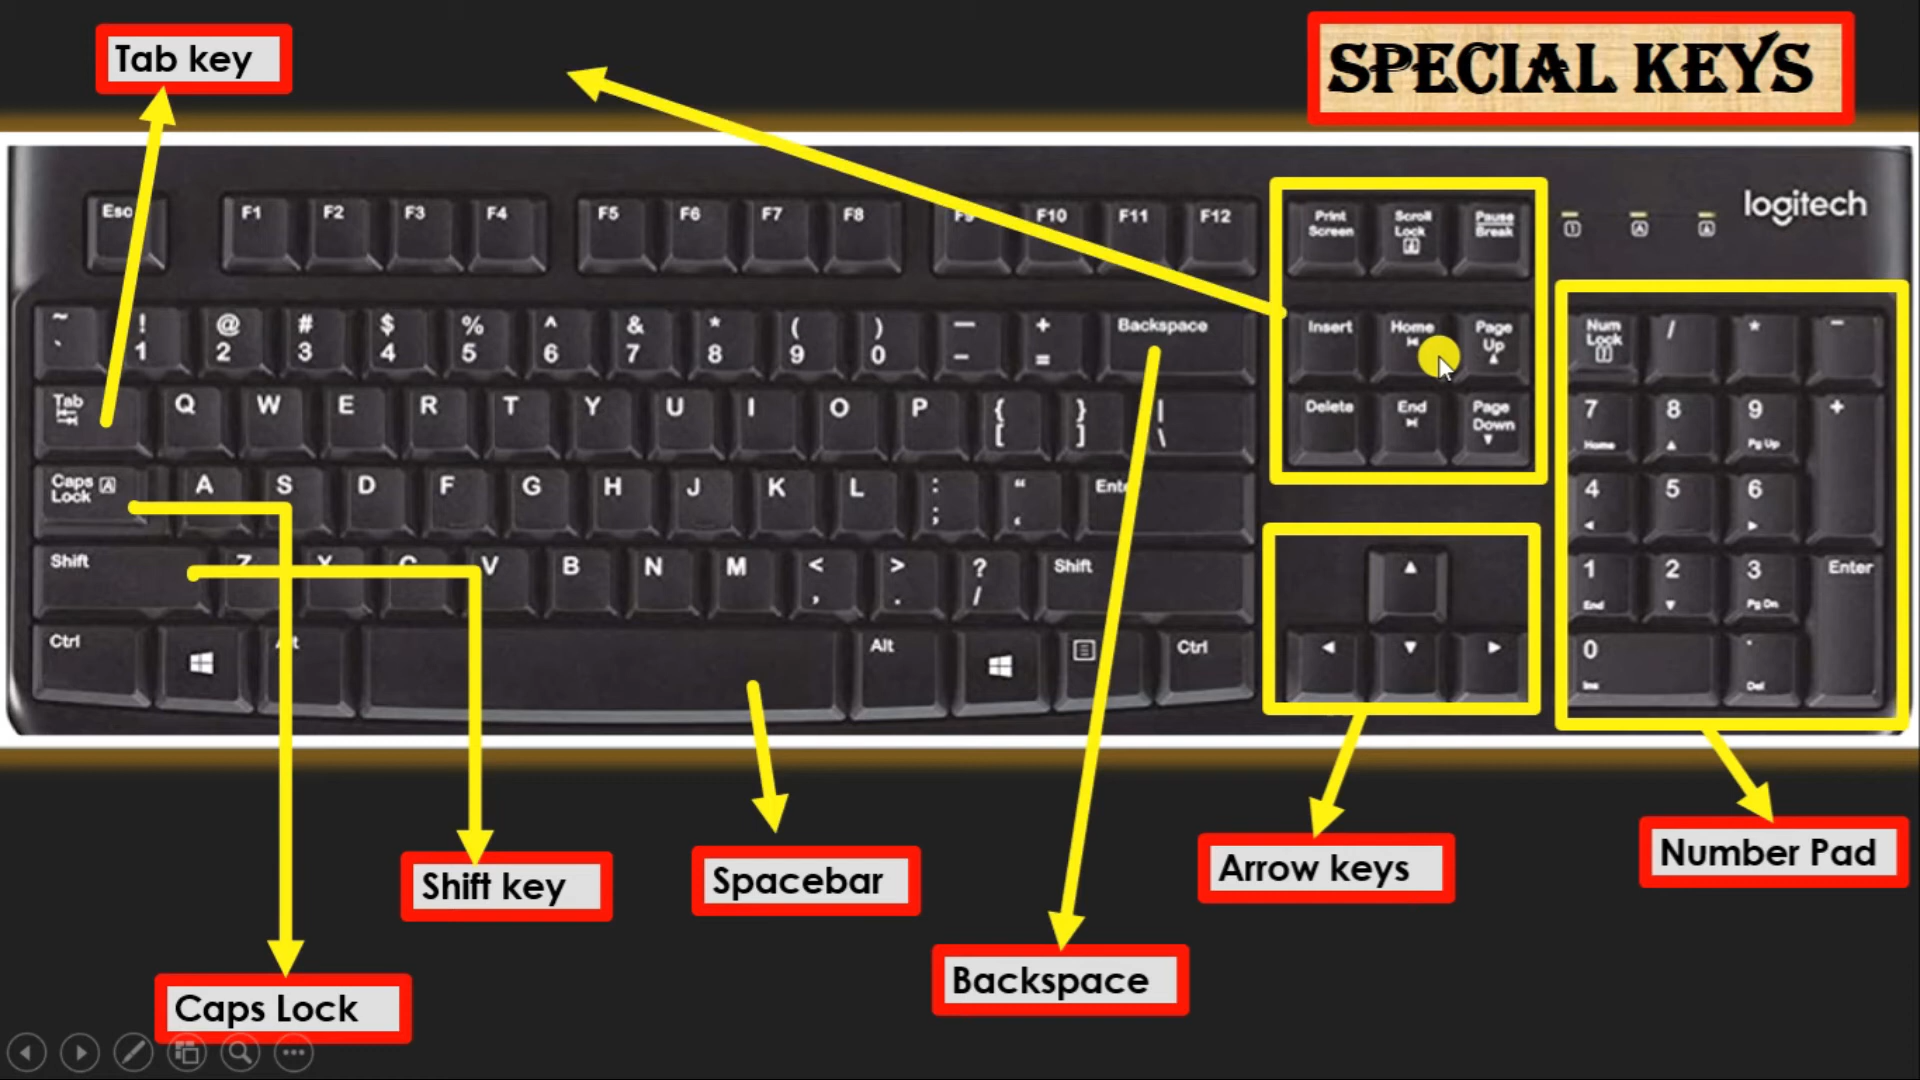 Tab key
SPECIAL KEYS
logitech
Esc F1 F2 F3 F4 F5 F6 F7 F8 F9 F10 F11 F12
Print Screen
Scroll Lock
Pause Break
~ ! @ # $ % ^ & * ( ) — +
` 1 2 3 4 5 6 7 8 9 0 - =
Backspace
Insert
Home
Page Up
Num Lock
/ * -
Tab Q W E R T Y U I O P { } |
[ ] \
Delete
End
Page Down
7 8 9 +
Home Pg Up
Caps Lock A S D F G H J K L : “
; ‘
Enter
4 5 6
Shift Z X C V B N M < > ?
, . /
Shift
1 2 3 Enter
End Pg Dn
Ctrl Alt Alt Ctrl
0 .
Ins Del
Shift key
Spacebar
Arrow keys
Number Pad
Backspace
Caps Lock